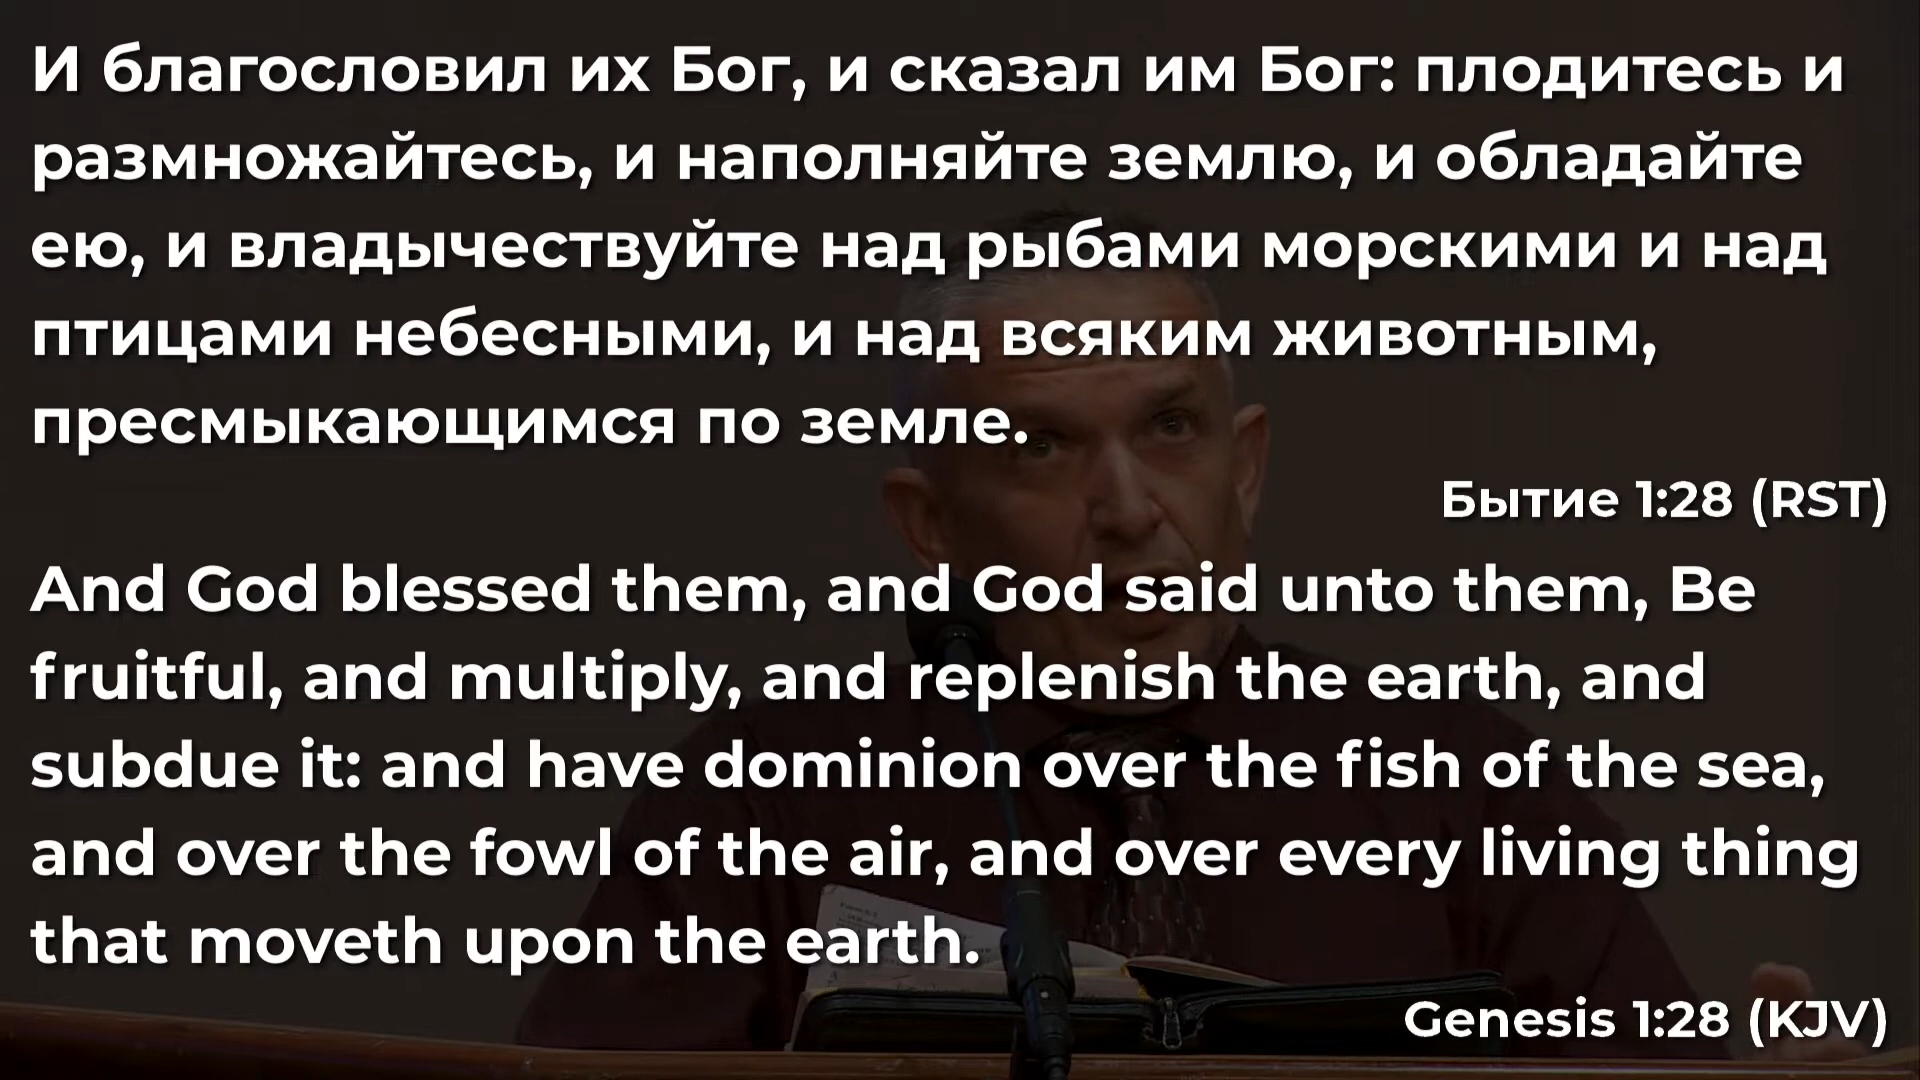 И благословил их Бог, и сказал им Бог: плодитесь и
размножайтесь, и наполняйте землю, и обладайте
ею, и владычествуйте над рыбами морскими и над
птицами небесными, и над всяким животным,
пресмыкающимся по земле.
Бытие 1:28 (RST)
And God blessed them, and God said unto them, Be
fruitful, and multiply, and replenish the earth, and
subdue it: and have dominion over the fish of the sea,
and over the fowl of the air, and over every living thing
that moveth upon the earth.
Genesis 1:28 (KJV)